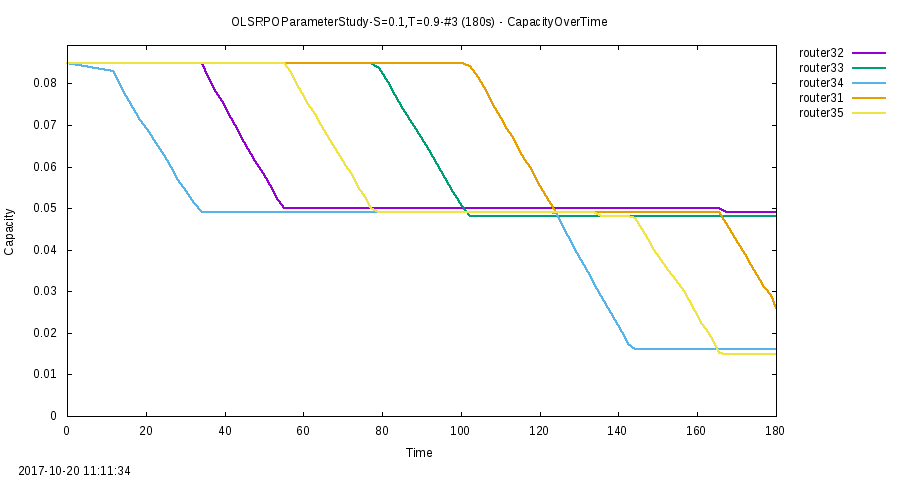 OLSRPOParameterStudy-S=0.1,T=0.9-#3 (180s) - CapacityOverTime
router32
router33
router34
router31
router35
0.08
0.07
0.06
0.05
0.04
0.03
0.02
0.01
0
Capacity
0 20 40 60 80 100 120 140 160 180
Time
2017-10-20 11:11:34